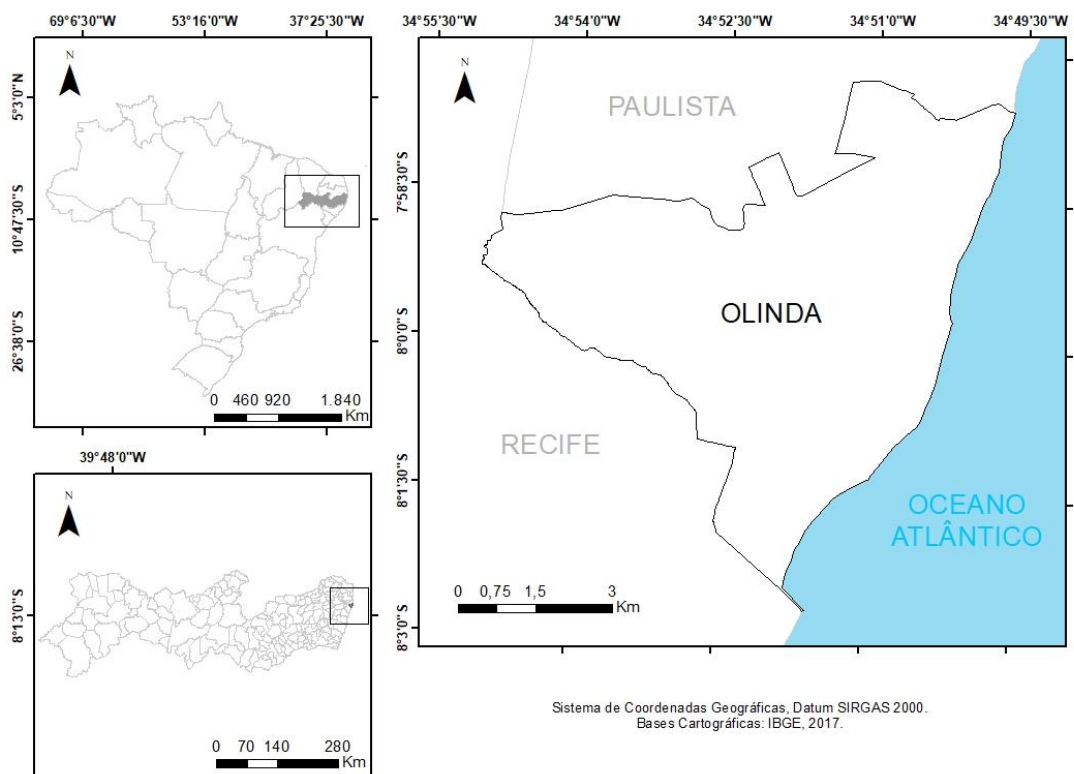 69°6'30"W 53°16'0"W 37°25'30"W
N
5°3'0"N
10°47'30"S
26°38'0"S
0 460 920 1.840
Km
39°48'0"W
N
8°13'0"S
0 70 140 280
Km
34°55'30"W 34°54'0"W 34°52'30"W 34°51'0"W 34°49'30"W
N
PAULISTA
7°58'30"S
OLINDA
8°0'0"S
RECIFE
8°1'30"S
OCEANO
ATLÂNTICO
0 0,75 1,5 3
Km
8°3'0"S
Sistema de Coordenadas Geográficas, Datum SIRGAS 2000.
Bases Cartográficas: IBGE, 2017.